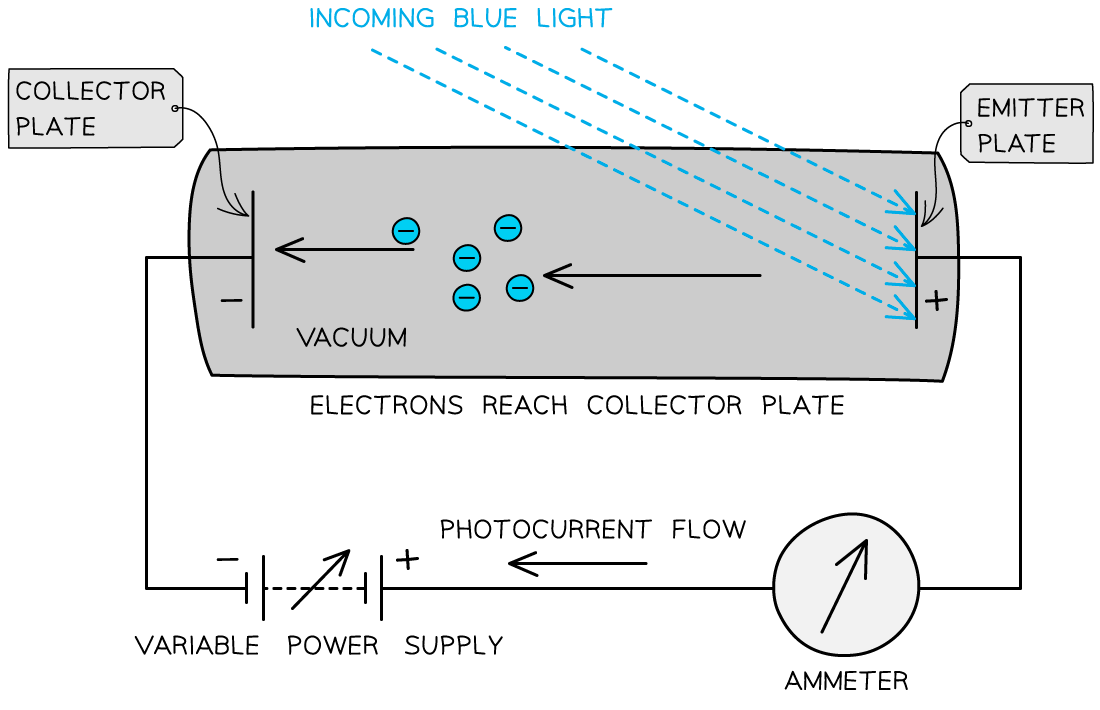 INCOMING BLUE LIGHT
COLLECTOR
PLATE
EMITTER
PLATE
−
+
VACUUM
ELECTRONS REACH COLLECTOR PLATE
PHOTOCURRENT FLOW
− +
VARIABLE POWER SUPPLY
AMMETER